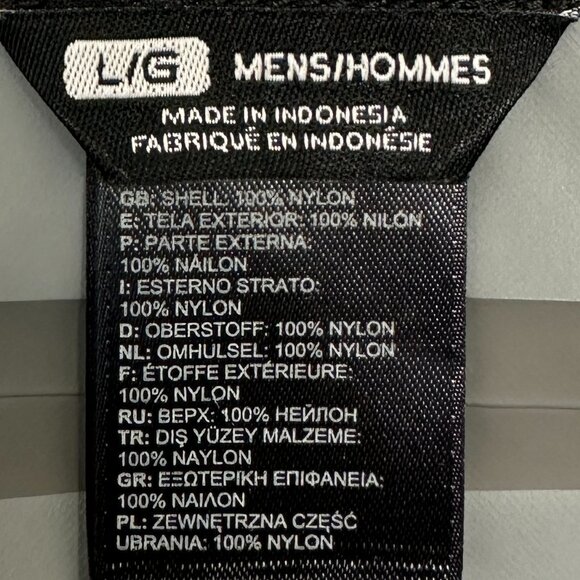 L/G MENS/HOMMES
MADE IN INDONESIA
FABRIQUÉ EN INDONÉSIE
GB: SHELL: 100% NYLON
E: TELA EXTERIOR: 100% NILÓN
P: PARTE EXTERNA:
100% NÁILON
I: ESTERNO STRATO:
100% NYLON
D: OBERSTOFF: 100% NYLON
NL: OMHULSEL: 100% NYLON
F: ÉTOFFE EXTÉRIEURE:
100% NYLON
RU: ВЕРХ: 100% НЕЙЛОН
TR: DIŞ YÜZEY MALZEME:
100% NAYLON
GR: ΕΞΩΤΕΡΙΚΗ ΕΠΙΦΑΝΕΙΑ:
100% ΝΑΙΛΟΝ
PL: ZEWNĘTRZNA CZĘŚĆ
UBRANIA: 100% NYLON